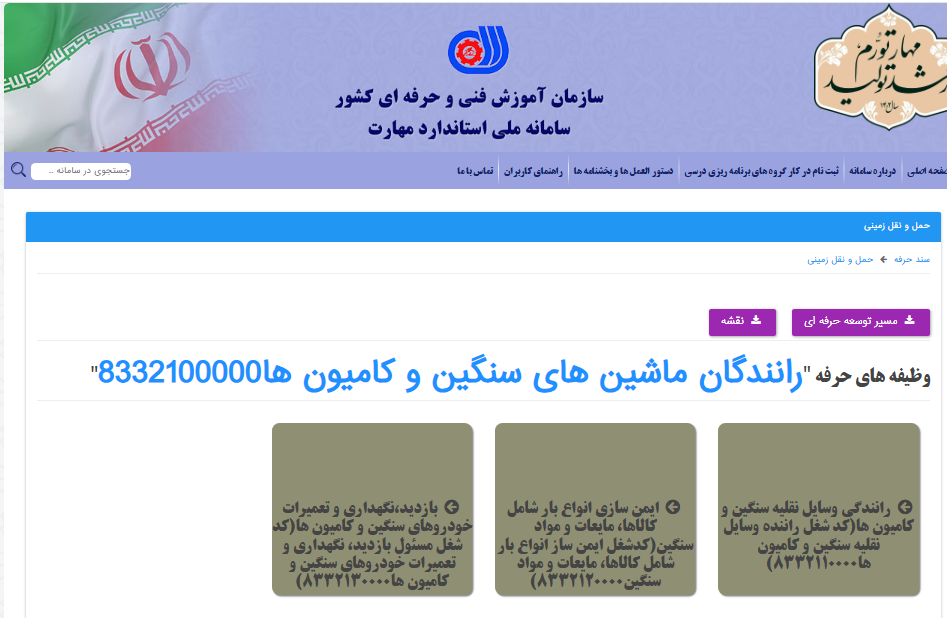 مهار تورم
رشد تولید
سال ۱۴۰۲
سازمان آموزش فنی و حرفه ای کشور
سامانه ملی استاندارد مهارت
صفحه اصلی
درباره سامانه
ثبت نام در کار گروه های برنامه ریزی درسی
دستور العمل ها و بخشنامه ها
راهنمای کاربران
تماس با ما
جستجوی در سامانه ..
حمل و نقل زمینی
سند حرفه ← حمل و نقل زمینی
مسیر توسعه حرفه ای
نقشه
وظیفه های حرفه "رانندگان ماشین های سنگین و کامیون ها8332100000"
رانندگی وسایل نقلیه سنگین و
کامیون ها(کد شغل راننده وسایل
نقلیه سنگین و کامیون
ها۸۳۳۲۱۱۰۰۰۰)
ایمن سازی انواع بار شامل
کالاها، مایعات و مواد
سنگین(کدشغل ایمن ساز انواع بار
شامل کالاها، مایعات و مواد
سنگین۸۳۳۲۱۲۰۰۰۰)
بازدید،نگهداری و تعمیرات
خودروهای سنگین و کامیون ها(کد
شغل مسئول بازدید، نگهداری و
تعمیرات خودروهای سنگین و
کامیون ها۸۳۳۲۱۳۰۰۰۰)